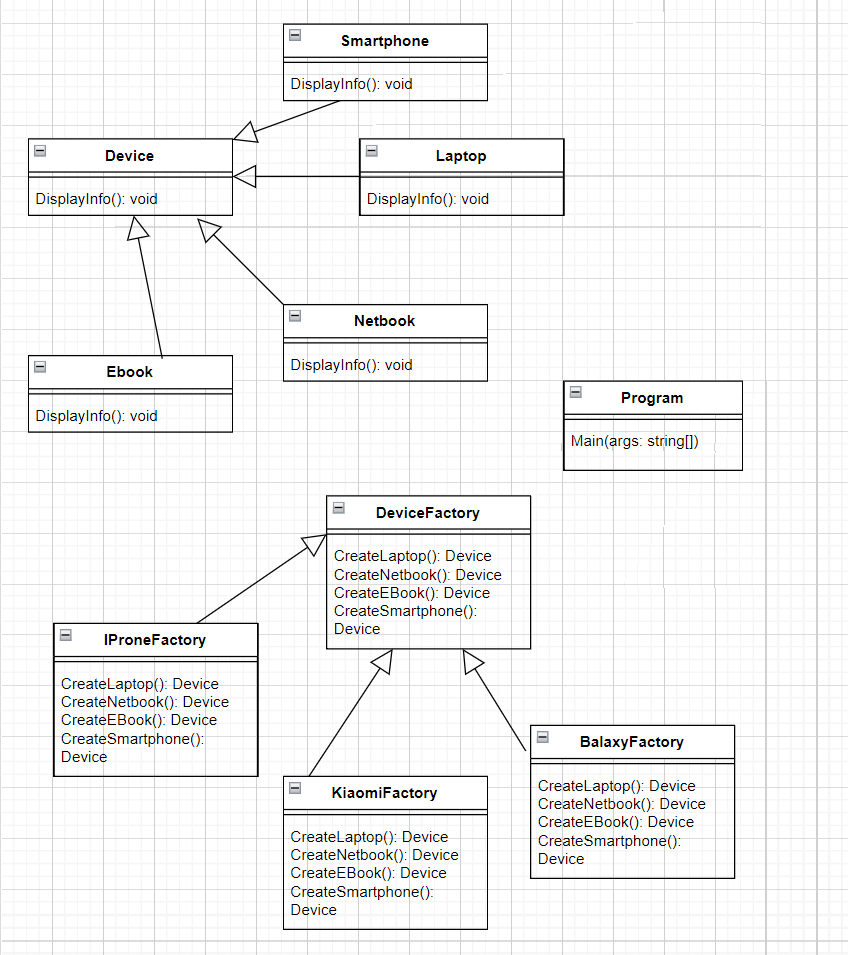 Smartphone
DisplayInfo(): void
Device
DisplayInfo(): void
Laptop
DisplayInfo(): void
Netbook
DisplayInfo(): void
Ebook
DisplayInfo(): void
Program
Main(args: string[])
DeviceFactory
CreateLaptop(): Device
CreateNetbook(): Device
CreateEBook(): Device
CreateSmartphone():
Device
IProneFactory
CreateLaptop(): Device
CreateNetbook(): Device
CreateEBook(): Device
CreateSmartphone():
Device
KiaomiFactory
CreateLaptop(): Device
CreateNetbook(): Device
CreateEBook(): Device
CreateSmartphone():
Device
BalaxyFactory
CreateLaptop(): Device
CreateNetbook(): Device
CreateEBook(): Device
CreateSmartphone():
Device